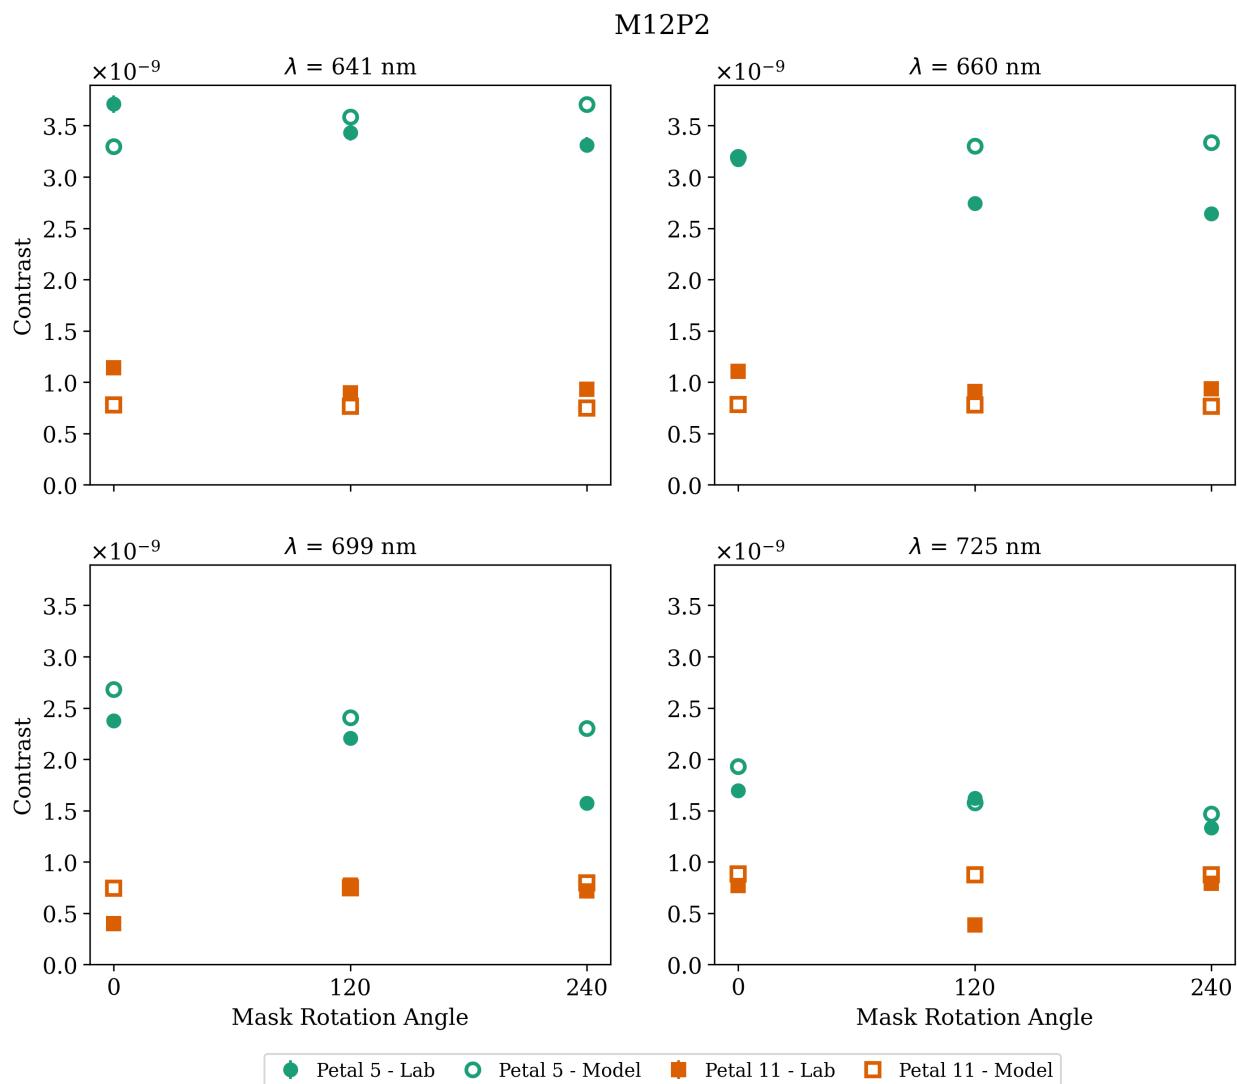 M12P2
×10⁻⁹ λ = 641 nm
3.5
3.0
2.5
2.0
1.5
1.0
0.5
0.0
Contrast
×10⁻⁹ λ = 660 nm
3.5
3.0
2.5
2.0
1.5
1.0
0.5
0.0
×10⁻⁹ λ = 699 nm
3.5
3.0
2.5
2.0
1.5
1.0
0.5
0.0
Contrast
0 120 240
Mask Rotation Angle
×10⁻⁹ λ = 725 nm
3.5
3.0
2.5
2.0
1.5
1.0
0.5
0.0
0 120 240
Mask Rotation Angle
Petal 5 - Lab Petal 5 - Model Petal 11 - Lab Petal 11 - Model